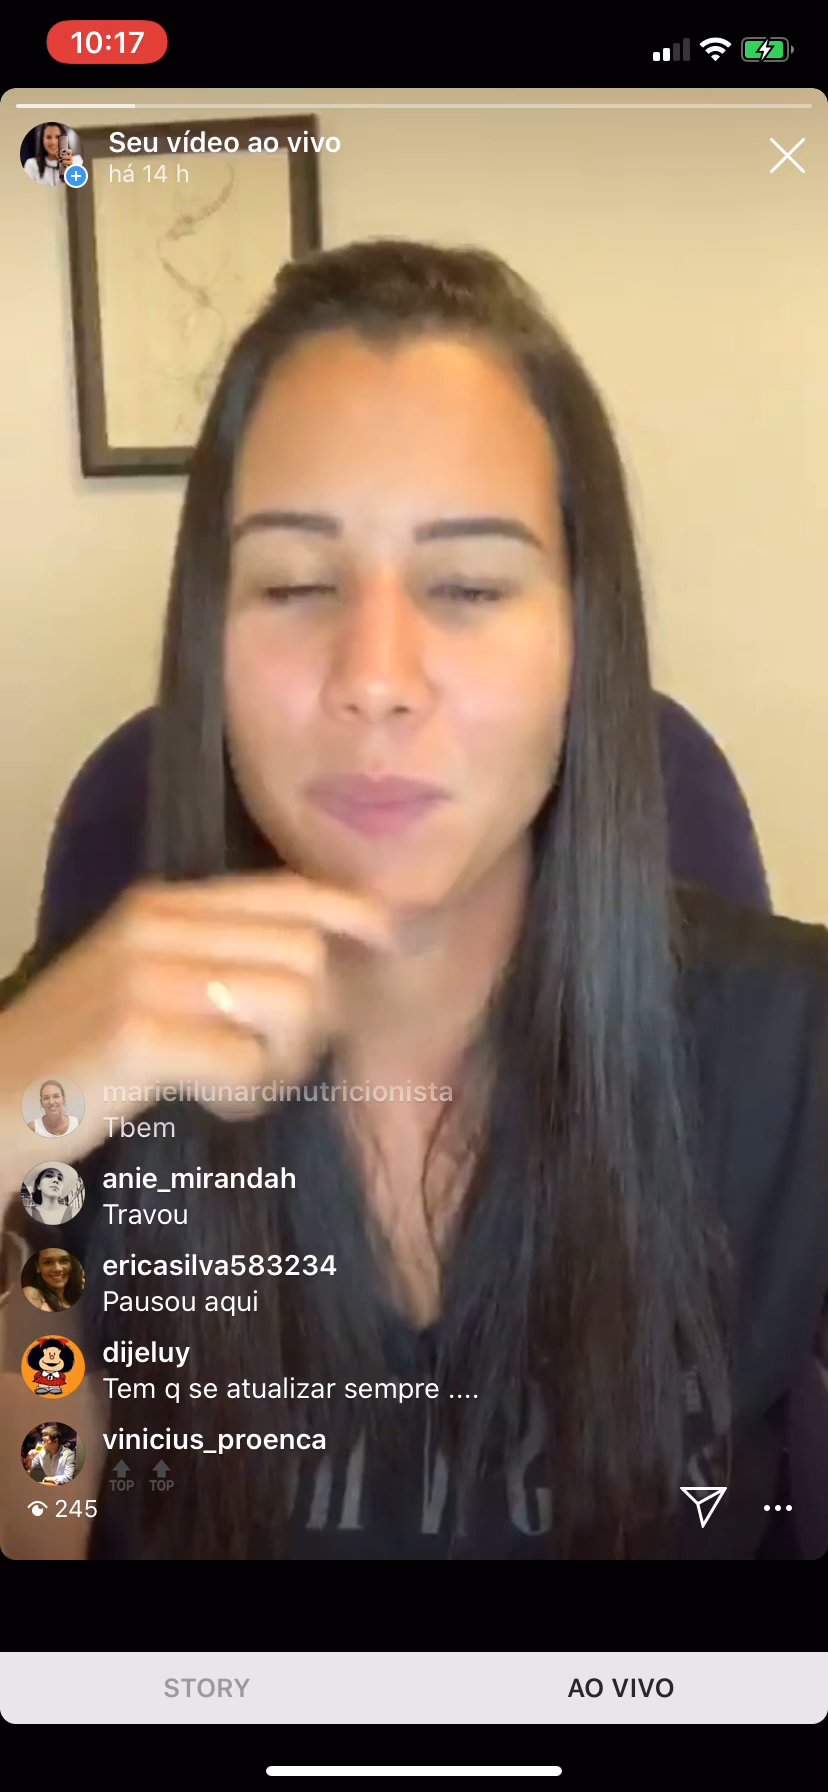 10:17
Seu vídeo ao vivo
há 14 h
marielilunardinutricionista
Tbem
anie_mirandah
Travou
ericasilva583234
Pausou aqui
dijeluy
Tem q se atualizar sempre ....
vinicius_proenca
TOP TOP
245
STORY
AO VIVO